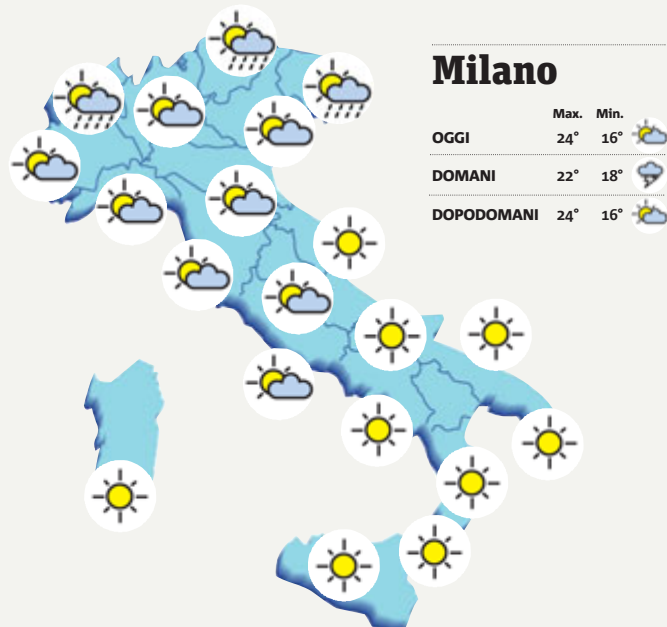 Milano
Max. Min.
OGGI 24° 16°
DOMANI 22° 18°
DOPODOMANI 24° 16°